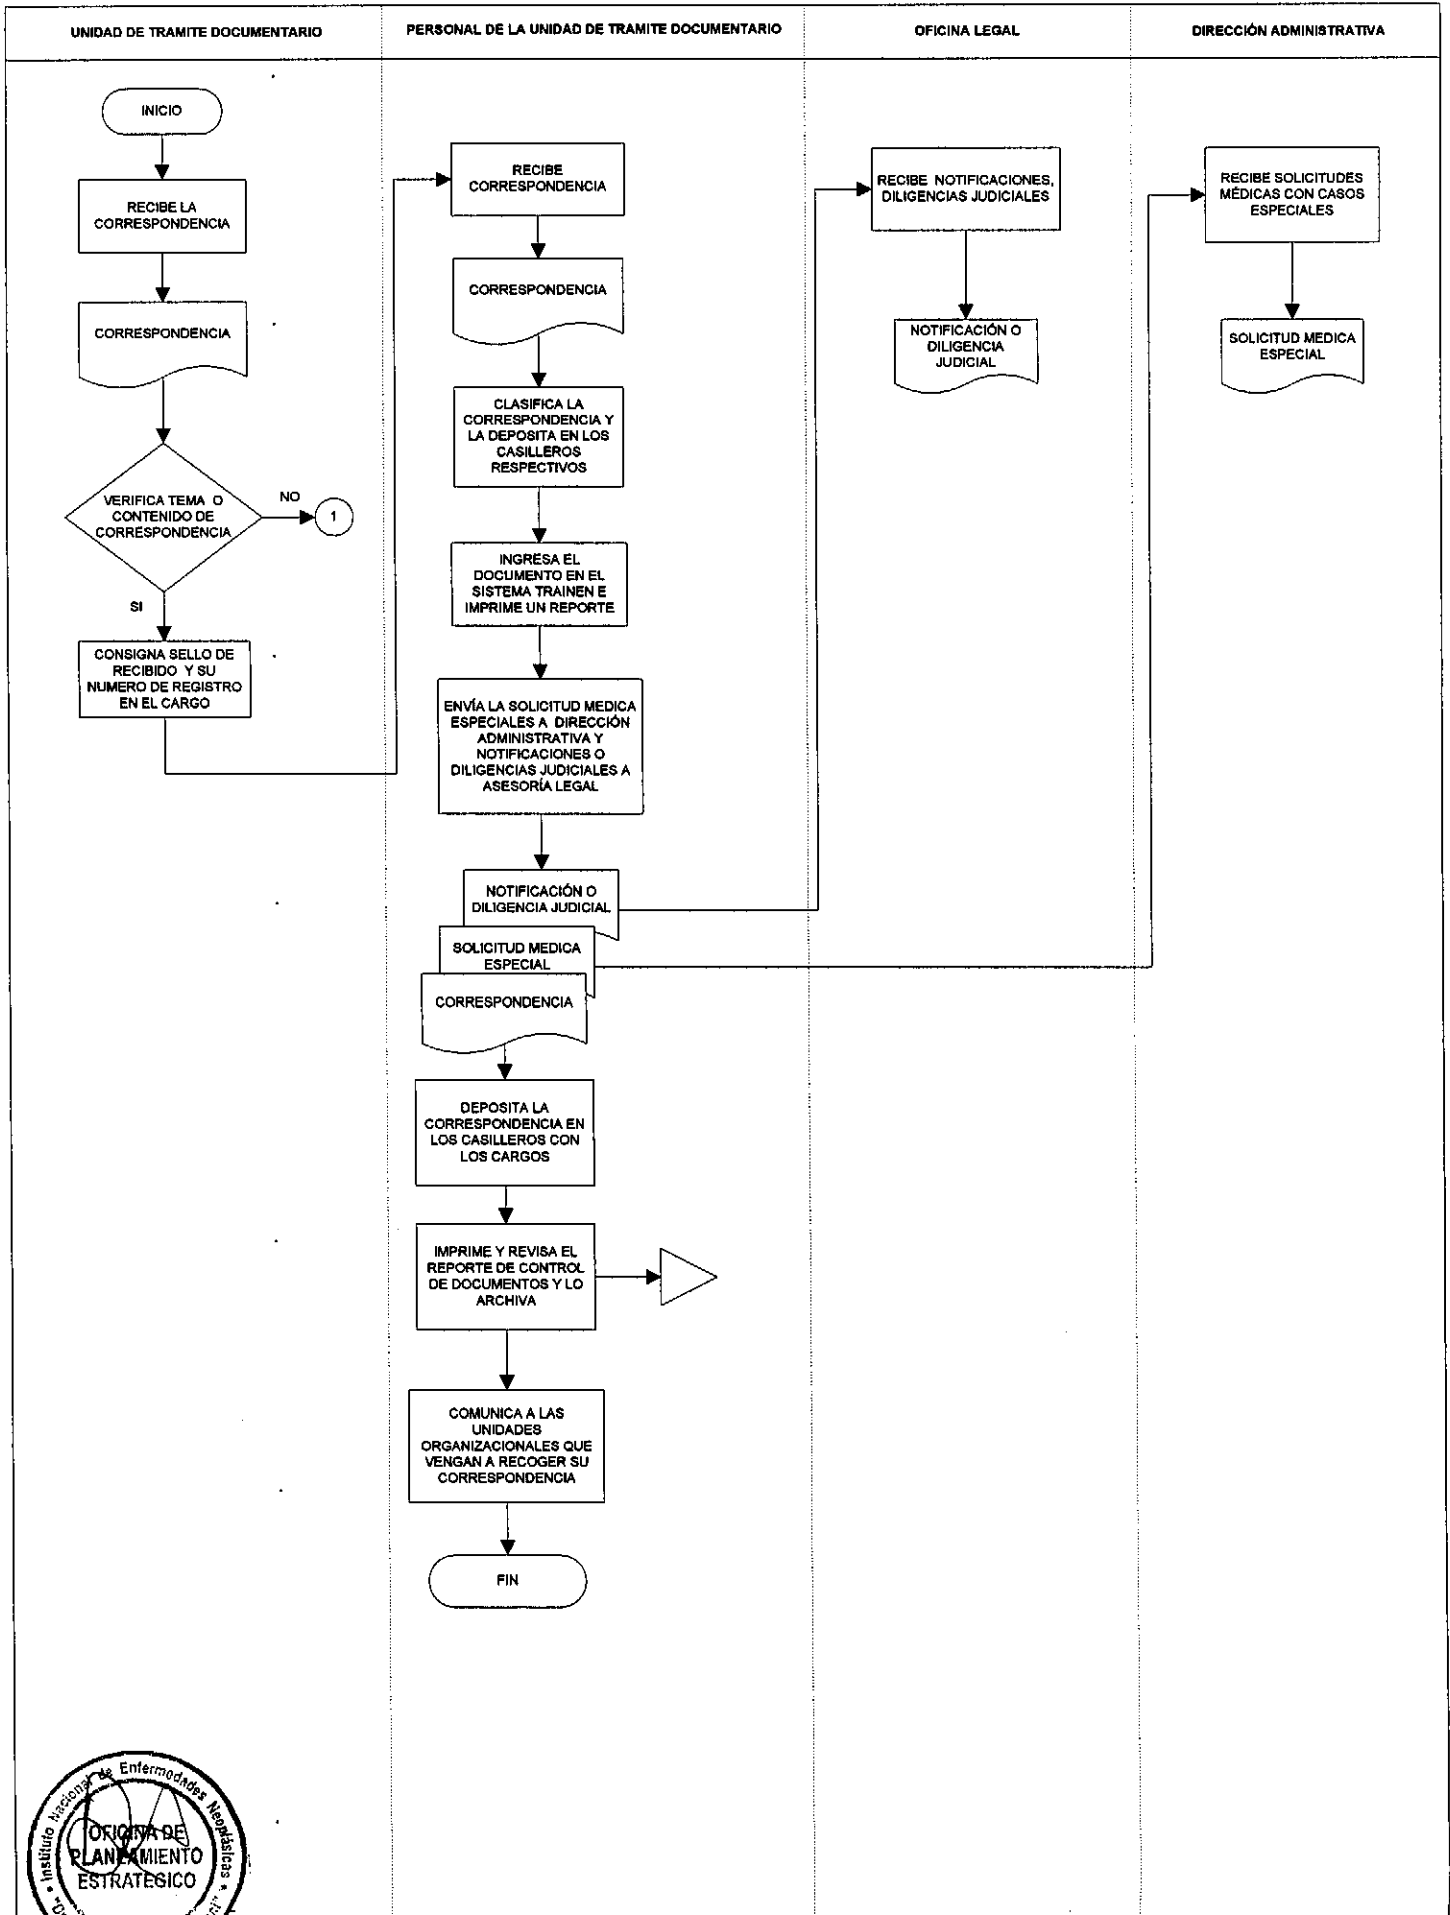 UNIDAD DE TRAMITE DOCUMENTARIO
PERSONAL DE LA UNIDAD DE TRAMITE DOCUMENTARIO
OFICINA LEGAL
DIRECCIÓN ADMINISTRATIVA
INICIO
RECIBE LA
CORRESPONDENCIA
CORRESPONDENCIA
VERIFICA TEMA O
CONTENIDO DE
CORRESPONDENCIA
NO
1
SI
CONSIGNA SELLO DE
RECIBIDO Y SU
NUMERO DE REGISTRO
EN EL CARGO
RECIBE
CORRESPONDENCIA
CORRESPONDENCIA
CLASIFICA LA
CORRESPONDENCIA Y
LA DEPOSITA EN LOS
CASILLEROS
RESPECTIVOS
INGRESA EL
DOCUMENTO EN EL
SISTEMA TRAINEN E
IMPRIME UN REPORTE
ENVÍA LA SOLICITUD MEDICA
ESPECIALES A DIRECCIÓN
ADMINISTRATIVA Y
NOTIFICACIONES O
DILIGENCIAS JUDICIALES A
ASESORÍA LEGAL
NOTIFICACIÓN O
DILIGENCIA JUDICIAL
SOLICITUD MEDICA
ESPECIAL
CORRESPONDENCIA
DEPOSITA LA
CORRESPONDENCIA EN
LOS CASILLEROS CON
LOS CARGOS
IMPRIME Y REVISA EL
REPORTE DE CONTROL
DE DOCUMENTOS Y LO
ARCHIVA
COMUNICA A LAS
UNIDADES
ORGANIZACIONALES QUE
VENGAN A RECOGER SU
CORRESPONDENCIA
FIN
RECIBE NOTIFICACIONES,
DILIGENCIAS JUDICIALES
NOTIFICACIÓN O
DILIGENCIA
JUDICIAL
RECIBE SOLICITUDES
MÉDICAS CON CASOS
ESPECIALES
SOLICITUD MEDICA
ESPECIAL
Instituto Nacional de Enfermedades Neoplásicas
OFICINA DE
PLANEAMIENTO
ESTRATEGICO